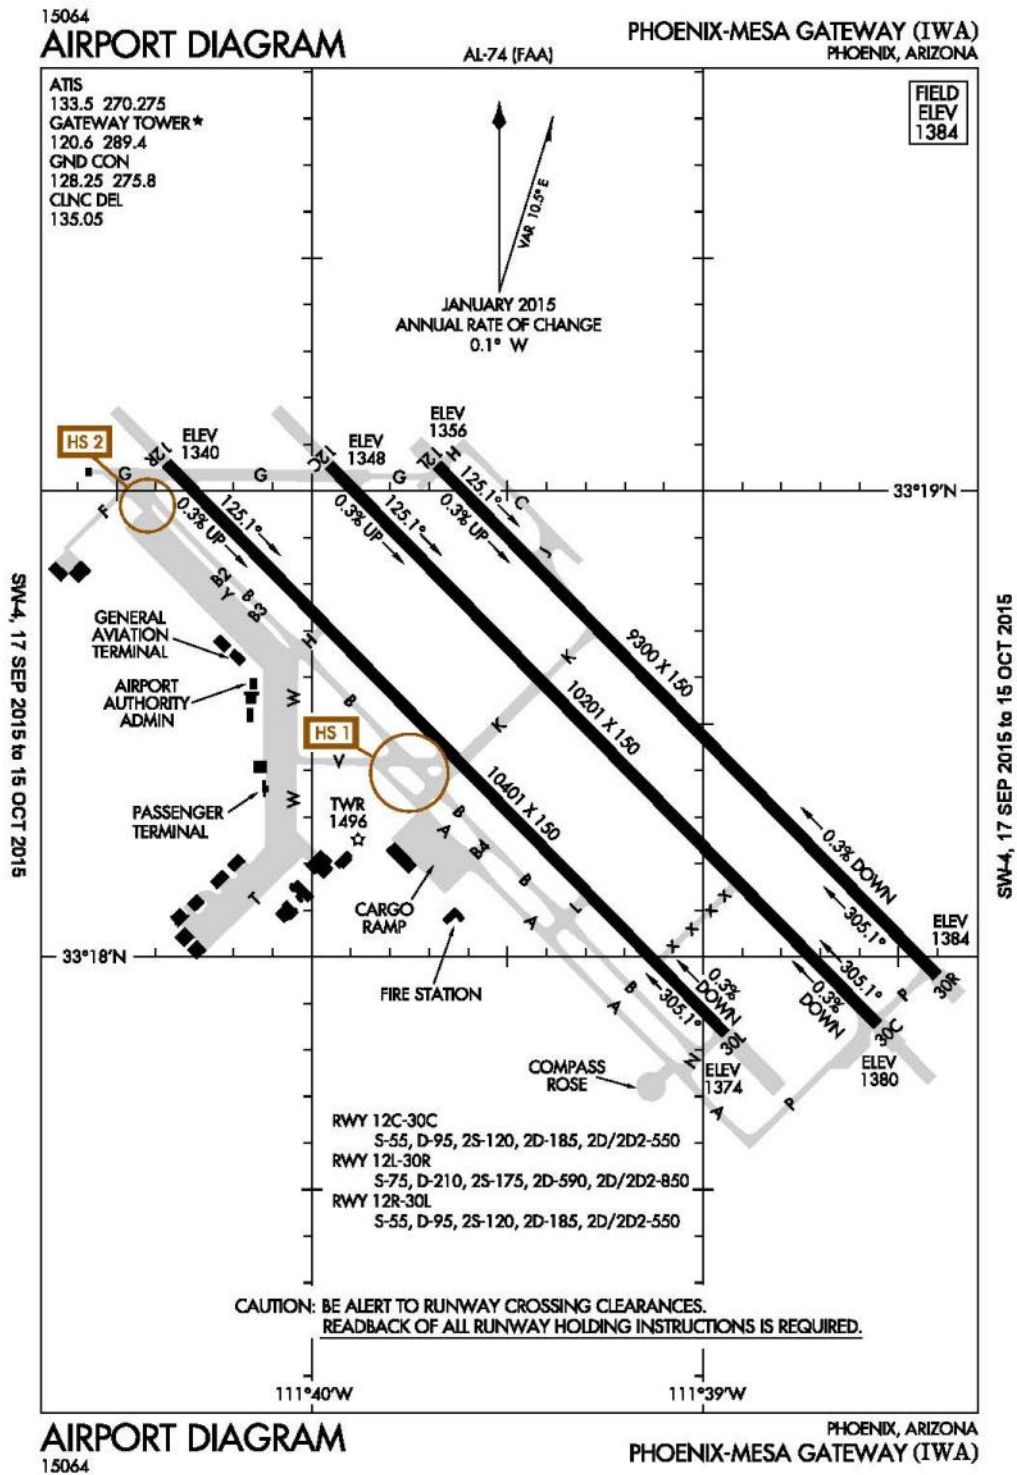 15064
AIRPORT DIAGRAM
AL-74 (FAA)
PHOENIX-MESA GATEWAY (IWA)
PHOENIX, ARIZONA
ATIS
133.5 270.275
GATEWAY TOWER★
120.6 289.4
GND CON
128.25 275.8
CLNC DEL
135.05
FIELD
ELEV
1384
VAR 10.5° E
JANUARY 2015
ANNUAL RATE OF CHANGE
0.1° W
HS 2
12R
ELEV
1340
12C
ELEV
1348
ELEV
1356
12L
H
G
G
G
C
F
J
33°19'N
0.3% UP
125.1°
0.3% UP
125.1°
0.3% UP
125.1°
B2
Y
B
B3
H
GENERAL
AVIATION
TERMINAL
AIRPORT
AUTHORITY
ADMIN
W
B
K
K
9300 X 150
10201 X 150
10401 X 150
HS 1
V
W
PASSENGER
TERMINAL
TWR
1496
B
A
B4
B
A
L
T
CARGO
RAMP
FIRE STATION
X
X
X
X
0.3% DOWN
305.1°
ELEV
1384
30R
33°18'N
0.3%
DOWN
305.1°
30L
0.3%
DOWN
305.1°
30C
P
B
A
N
ELEV
1374
ELEV
1380
COMPASS
ROSE
A
P
RWY 12C-30C
S-55, D-95, 2S-120, 2D-185, 2D/2D2-550
RWY 12L-30R
S-75, D-210, 2S-175, 2D-590, 2D/2D2-850
RWY 12R-30L
S-55, D-95, 2S-120, 2D-185, 2D/2D2-550
CAUTION: BE ALERT TO RUNWAY CROSSING CLEARANCES.
READBACK OF ALL RUNWAY HOLDING INSTRUCTIONS IS REQUIRED.
111°40'W
111°39'W
SW-4, 17 SEP 2015 to 15 OCT 2015
SW-4, 17 SEP 2015 to 15 OCT 2015
AIRPORT DIAGRAM
15064
PHOENIX, ARIZONA
PHOENIX-MESA GATEWAY (IWA)